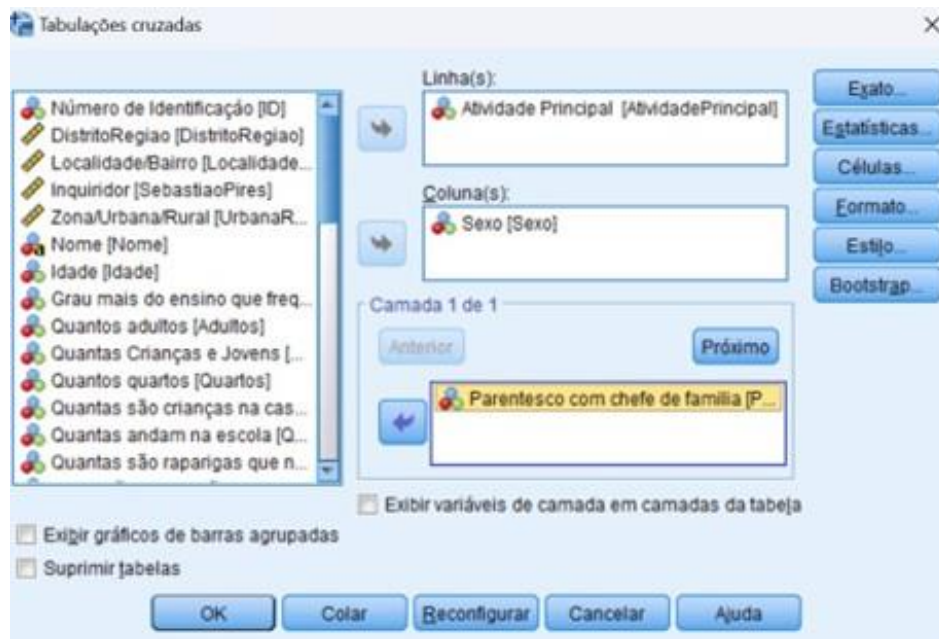 Tabulações cruzadas
Linha(s):
Número de Identificação [ID]
DistritoRegiao [DistritoRegiao]
Localidade/Bairro [Localidade...
Inquiridor [SebastiaoPires]
Zona/Urbana/Rural [UrbanaR...
Nome [Nome]
Idade [Idade]
Grau mais do ensino que freq...
Quantos adultos [Adultos]
Quantas Crianças e Jovens [...
Quantos quartos [Quartos]
Quantas são crianças na cas...
Quantas andam na escola [Q...
Quantas são raparigas que n...
Atividade Principal [AtividadePrincipal]
Coluna(s):
Sexo [Sexo]
Camada 1 de 1
Anterior
Próximo
Parentesco com chefe de familia [P...
Exibir variáveis de camada em camadas da tabela
Exato...
Estatísticas...
Células...
Formato...
Estilo...
Bootstrap...
Exibir gráficos de barras agrupadas
Suprimir tabelas
OK
Colar
Reconfigurar
Cancelar
Ajuda